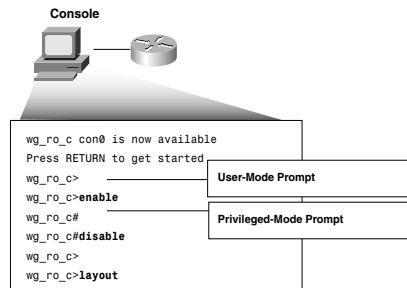 Console
wg_ro_c con0 is now available
Press RETURN to get started
wg_ro_c>
User-Mode Prompt
wg_ro_c>enable
wg_ro_c#
Privileged-Mode Prompt
wg_ro_c#disable
wg_ro_c>
wg_ro_c>layout